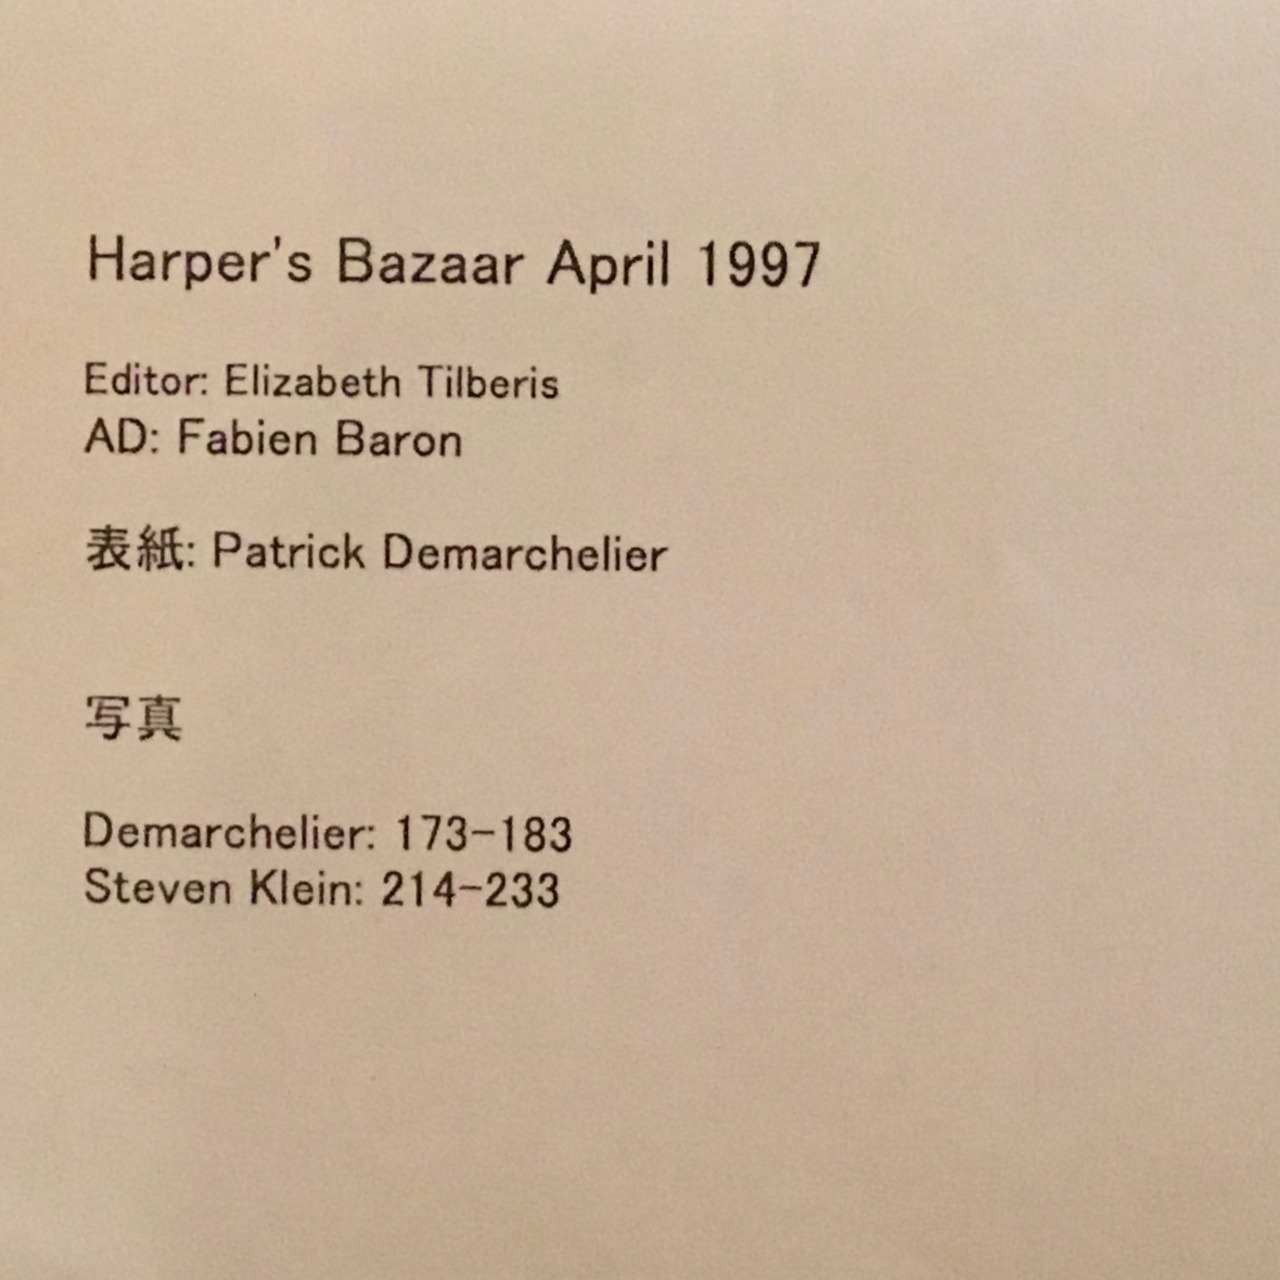 Harper's Bazaar April 1997
Editor: Elizabeth Tilberis
AD: Fabien Baron
表紙: Patrick Demarchelier
写真
Demarchelier: 173-183
Steven Klein: 214-233